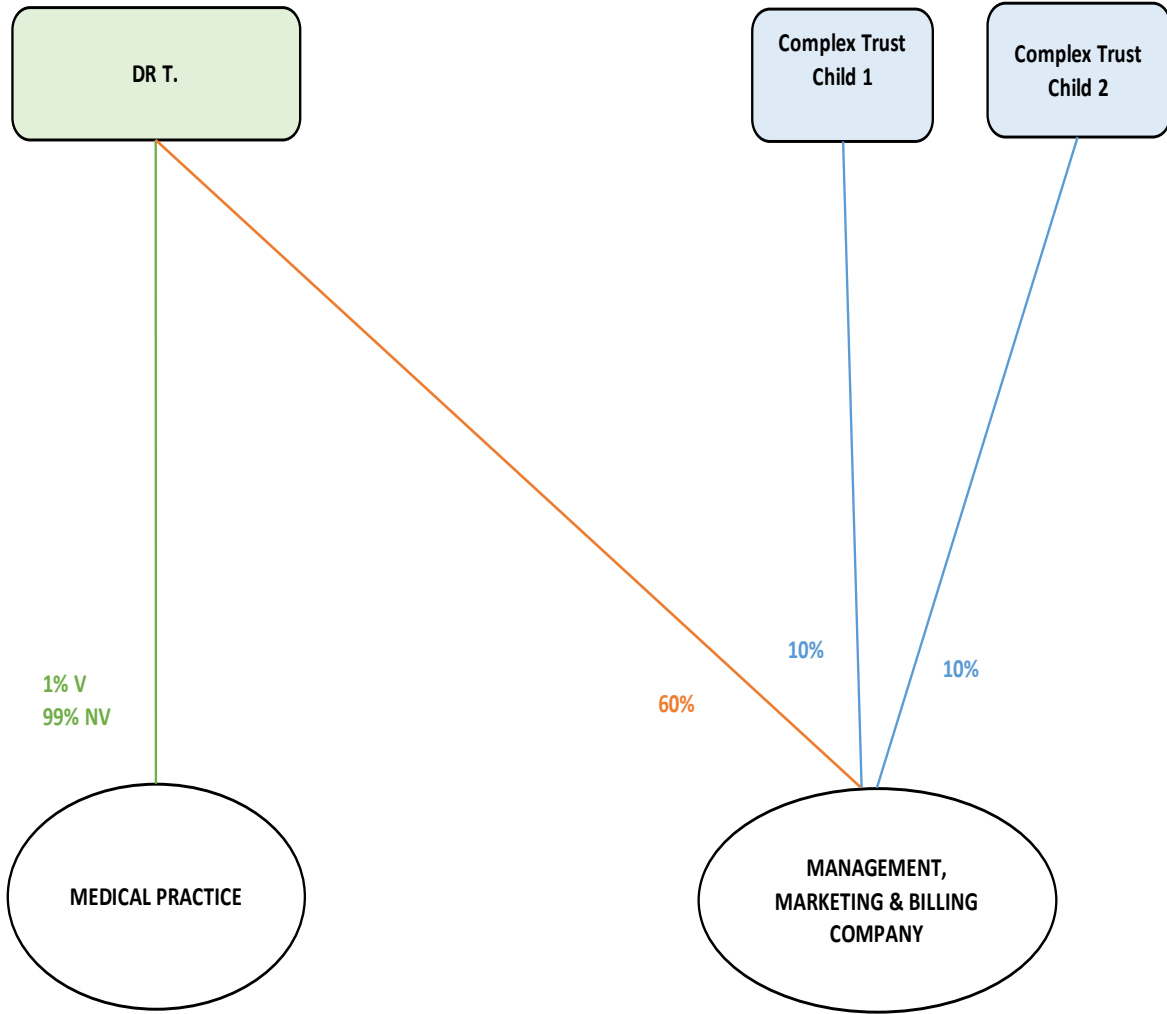 DR T.
Complex Trust
Child 1
Complex Trust
Child 2
1% V
99% NV
60%
10%
10%
MEDICAL PRACTICE
MANAGEMENT,
MARKETING & BILLING
COMPANY